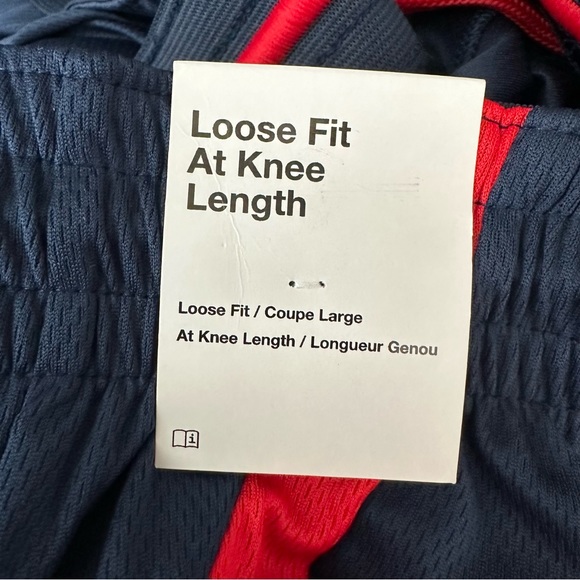 Loose Fit
At Knee
Length
Loose Fit / Coupe Large
At Knee Length / Longueur Genou
i